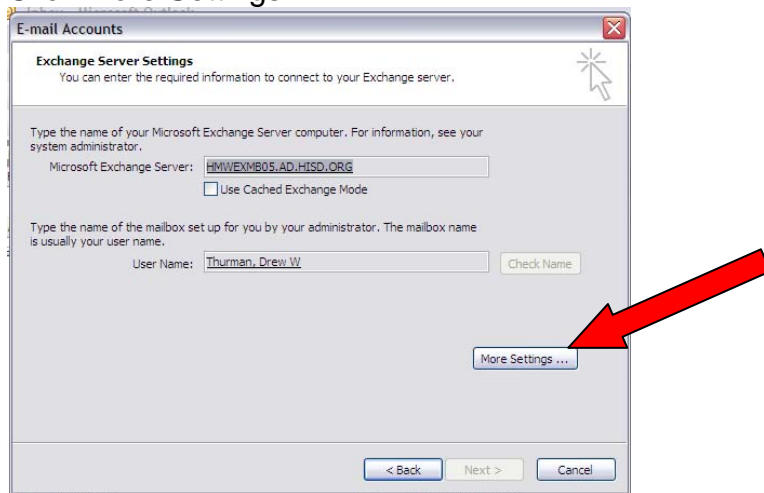 E-mail Accounts
Exchange Server Settings
You can enter the required information to connect to your Exchange server.
Type the name of your Microsoft Exchange Server computer. For information, see your
system administrator.
Microsoft Exchange Server: HMWEXMB05.AD.HISD.ORG
Use Cached Exchange Mode
Type the name of the mailbox set up for you by your administrator. The mailbox name
is usually your user name.
User Name: Thurman, Drew W Check Name
More Settings ...
< Back Next > Cancel